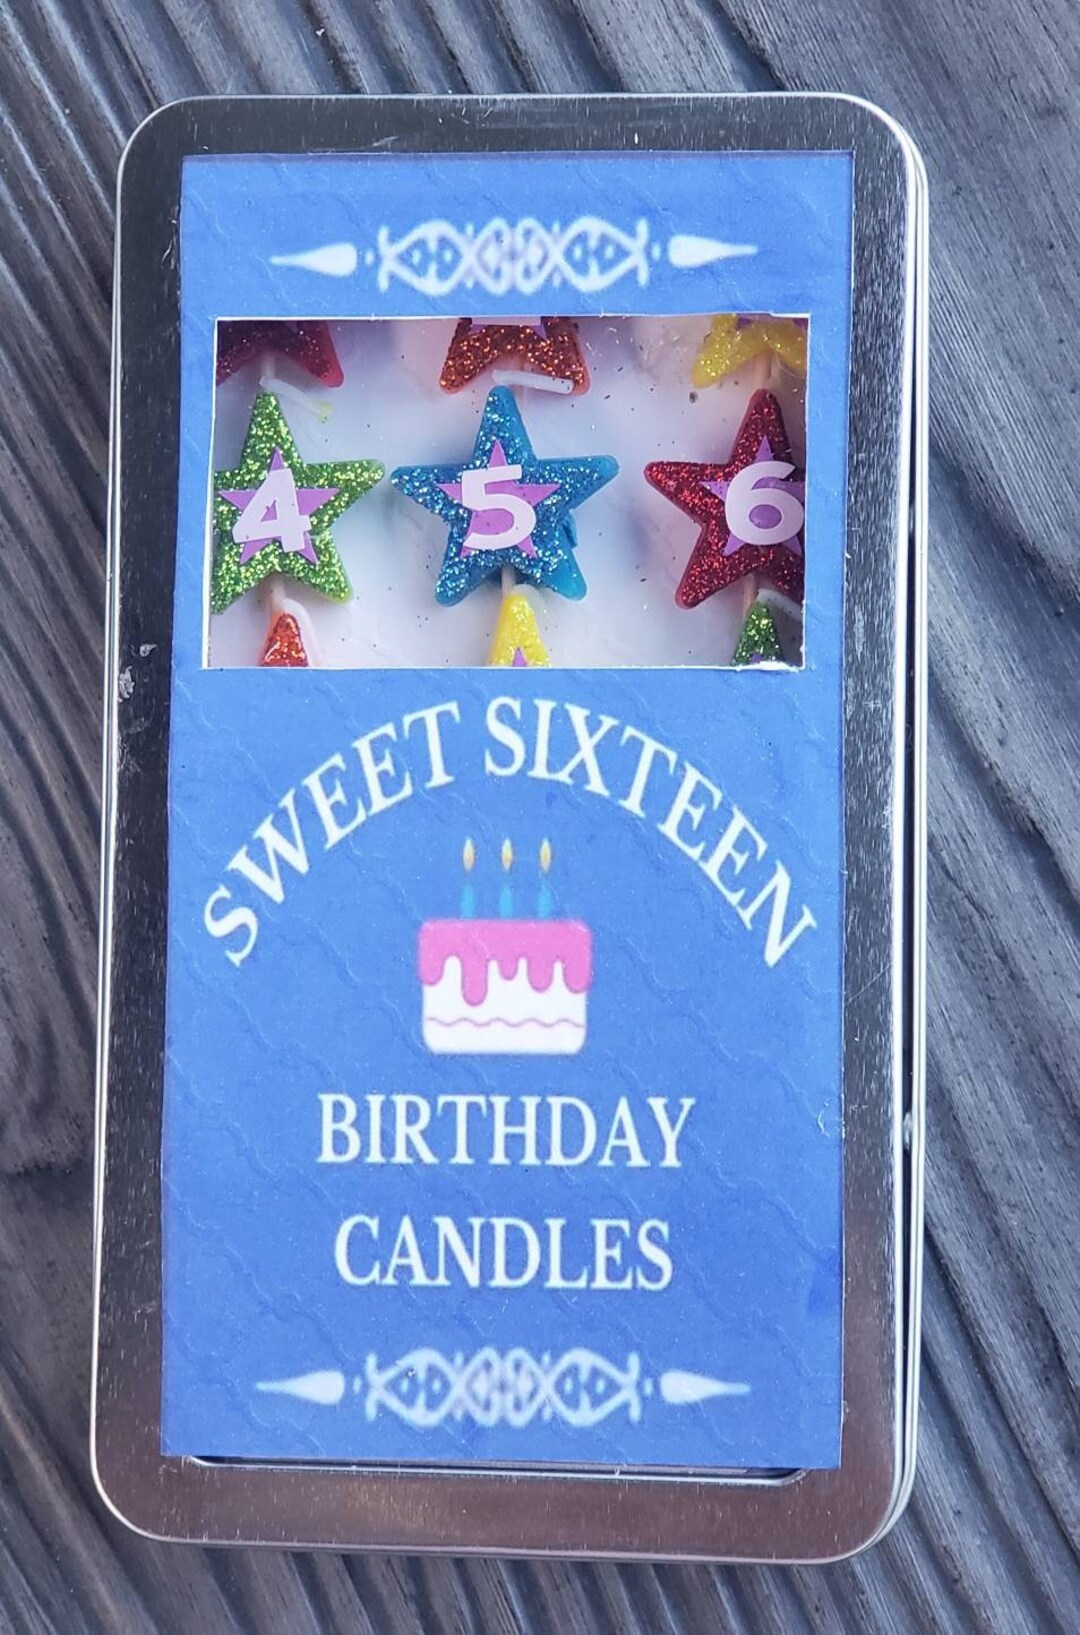 4 5 6
SWEET SIXTEEN
BIRTHDAY
CANDLES